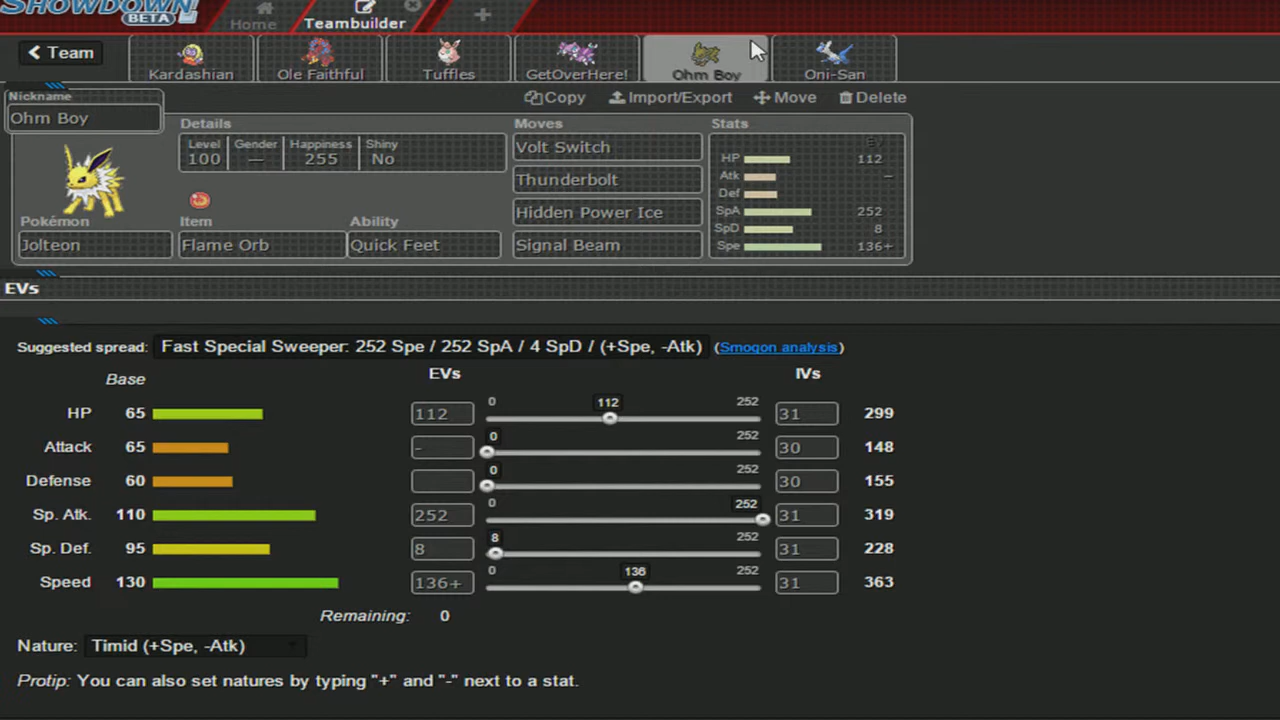 SHOWDOWN
BETA
Home
Teambuilder
Team
Kardashian
Ole Faithful
Tuffles
GetOverHere!
Ohm Boy
Oni-San
Nickname
Ohm Boy
Copy
Import/Export
Move
Delete
Details
Level
100
Gender
—
Happiness
255
Shiny
No
Pokémon
Jolteon
Item
Flame Orb
Ability
Quick Feet
Moves
Volt Switch
Thunderbolt
Hidden Power Ice
Signal Beam
Stats
EV
HP 112
Atk –
Def
SpA 252
SpD 8
Spe 136+
EVs
Suggested spread: Fast Special Sweeper: 252 Spe / 252 SpA / 4 SpD / (+Spe, -Atk) (Smogon analysis)
Base EVs IVs
HP 65 112 0 112 252 31 299
Attack 65 - 0 252 30 148
Defense 60 0 252 30 155
Sp. Atk. 110 252 0 252 31 319
Sp. Def. 95 8 8 252 31 228
Speed 130 136+ 0 136 252 31 363
Remaining: 0
Nature: Timid (+Spe, -Atk)
Protip: You can also set natures by typing "+" and "-" next to a stat.